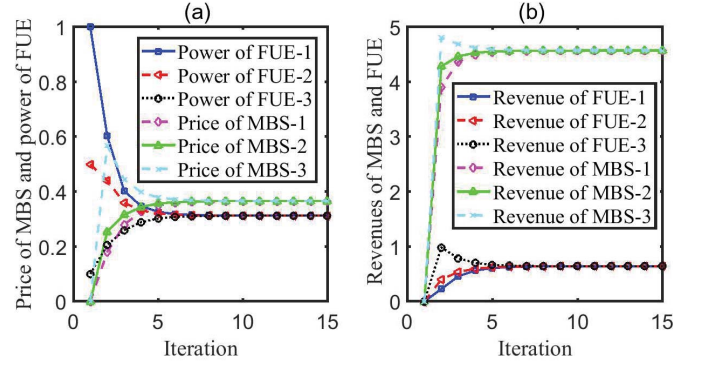 (a)
Price of MBS and power of FUE
1
0.8
0.6
0.4
0.2
0
Power of FUE-1
Power of FUE-2
Power of FUE-3
Price of MBS-1
Price of MBS-2
Price of MBS-3
0 5 10 15
Iteration
(b)
Revenues of MBS and FUE
5
4
3
2
1
0
Revenue of FUE-1
Revenue of FUE-2
Revenue of FUE-3
Revenue of MBS-1
Revenue of MBS-2
Revenue of MBS-3
0 5 10 15
Iteration